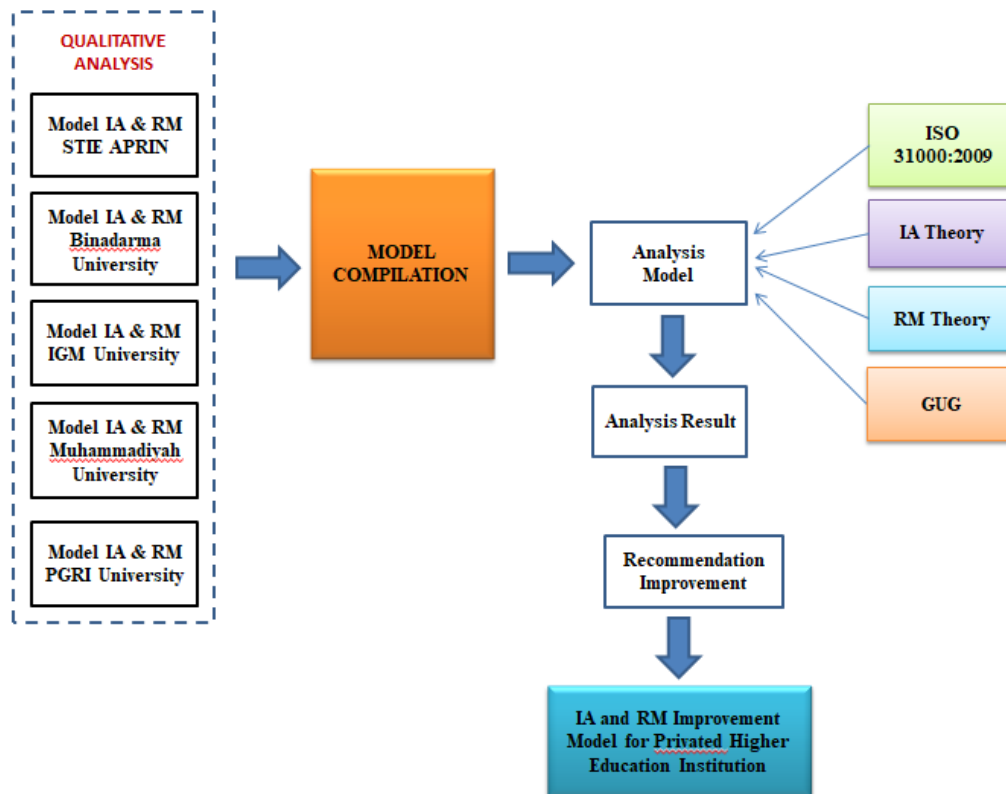 QUALITATIVE
ANALYSIS
Model IA & RM
STIE APRIN
Model IA & RM
Binadarma
University
Model IA & RM
IGM University
Model IA & RM
Muhammadiyah
University
Model IA & RM
PGRI University
MODEL
COMPILATION
Analysis
Model
ISO
31000:2009
IA Theory
RM Theory
GUG
Analysis Result
Recommendation
Improvement
IA and RM Improvement
Model for Privated Higher
Education Institution